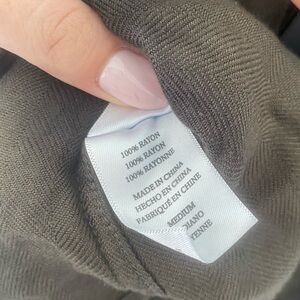 100% RAYON
100% RAYON
100% RAYONNE
MADE IN CHINA
HECHO EN CHINA
FABRIQUÉ EN CHINE
MEDIUM